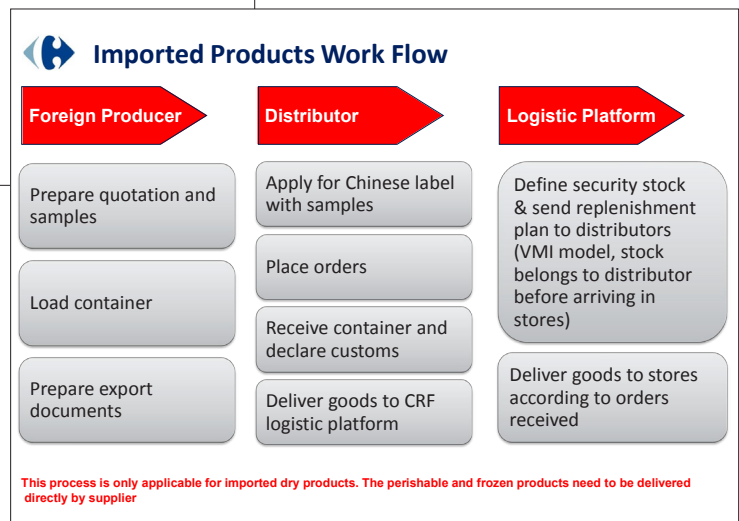 Imported Products Work Flow
Foreign Producer
Distributor
Logistic Platform
Prepare quotation and
samples
Load container
Prepare export
documents
Apply for Chinese label
with samples
Place orders
Receive container and
declare customs
Deliver goods to CRF
logistic platform
Define security stock
& send replenishment
plan to distributors
(VMI model, stock
belongs to distributor
before arriving in
stores)
Deliver goods to stores
according to orders
received
This process is only applicable for imported dry products. The perishable and frozen products need to be delivered
directly by supplier